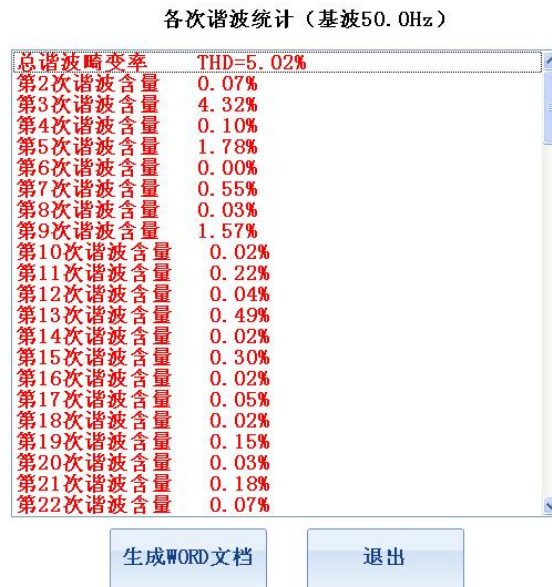 各次谐波统计（基波50.0Hz）
总谐波畸变率 THD=5.02%
第2次谐波含量 0.07%
第3次谐波含量 4.32%
第4次谐波含量 0.10%
第5次谐波含量 1.78%
第6次谐波含量 0.00%
第7次谐波含量 0.55%
第8次谐波含量 0.03%
第9次谐波含量 1.57%
第10次谐波含量 0.02%
第11次谐波含量 0.22%
第12次谐波含量 0.04%
第13次谐波含量 0.49%
第14次谐波含量 0.02%
第15次谐波含量 0.30%
第16次谐波含量 0.02%
第17次谐波含量 0.05%
第18次谐波含量 0.02%
第19次谐波含量 0.15%
第20次谐波含量 0.03%
第21次谐波含量 0.18%
第22次谐波含量 0.07%
生成WORD文档 退出